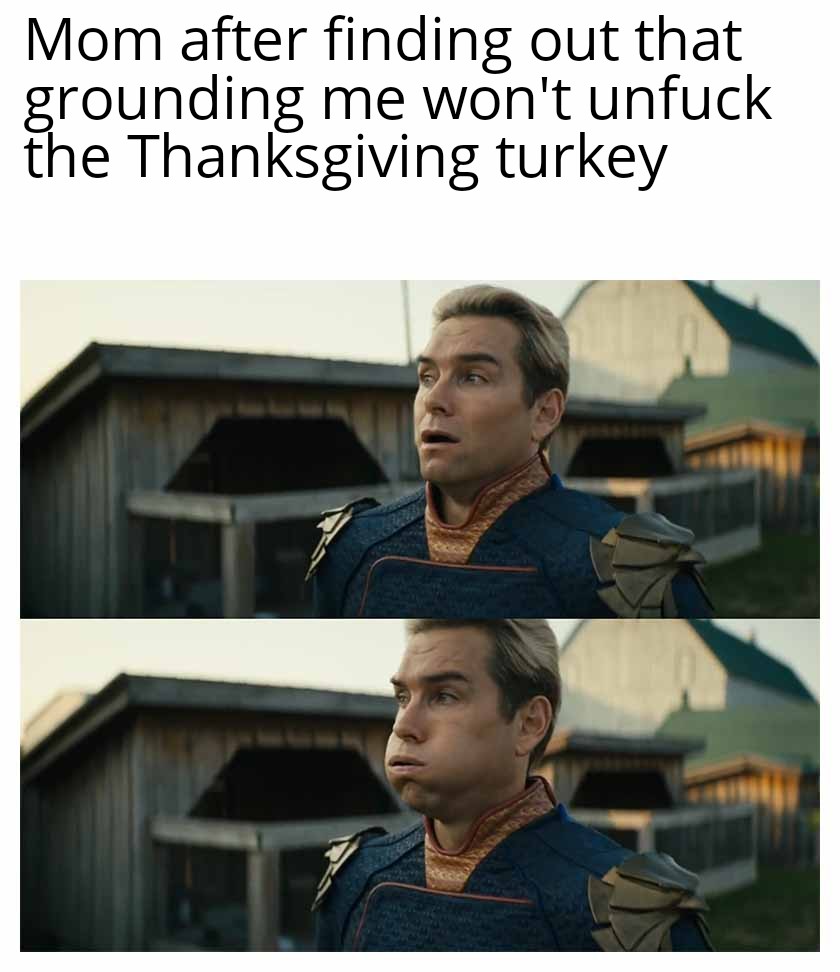 Mom after finding out that
grounding me won't unfuck
the Thanksgiving turkey